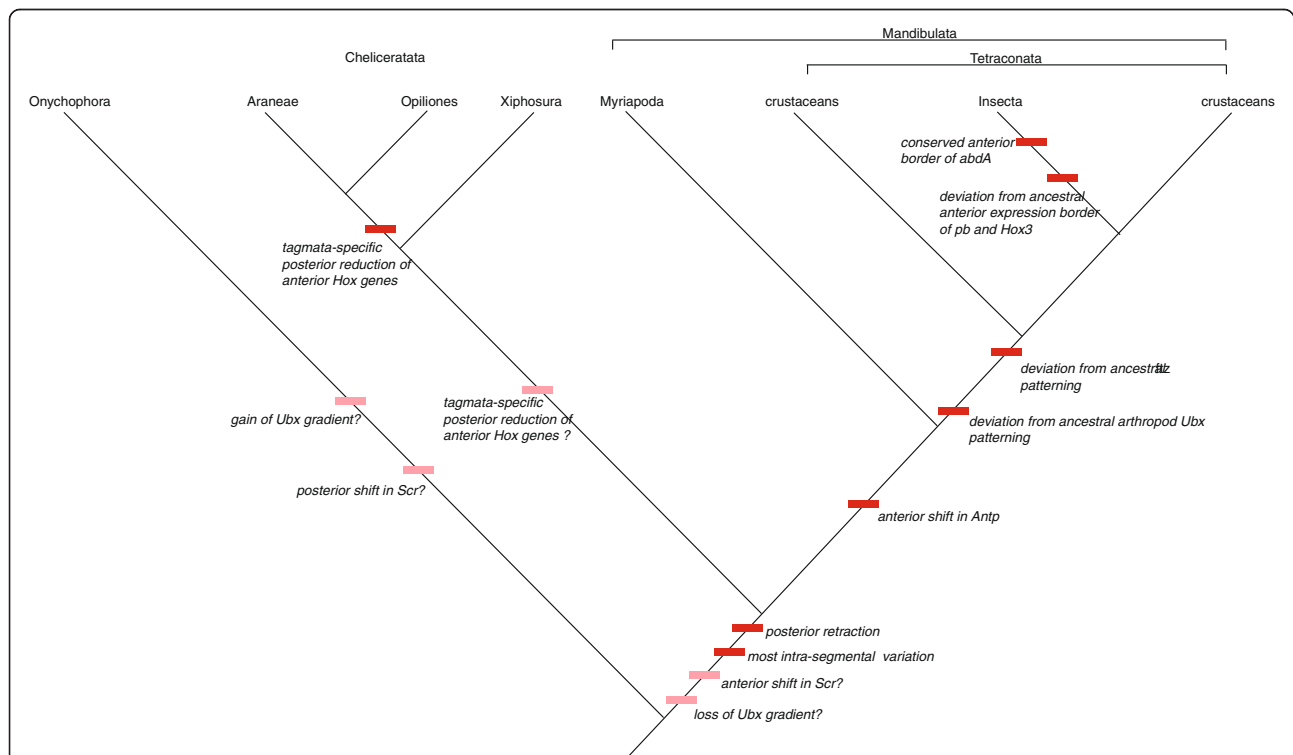 Mandibulata
Cheliceratata
Tetraconata
Onychophora
Araneae
Opiliones
Xiphosura
Myriapoda
crustaceans
Insecta
crustaceans
conserved anterior
border of abdA
deviation from ancestral
anterior expression border
of pb and Hox3
tagmata-specific
posterior reduction of
anterior Hox genes
deviation from ancestral ftz
patterning
gain of Ubx gradient?
tagmata-specific
posterior reduction of
anterior Hox genes ?
deviation from ancestral arthropod Ubx
patterning
posterior shift in Scr?
anterior shift in Antp
posterior retraction
most intra-segmental variation
anterior shift in Scr?
loss of Ubx gradient?